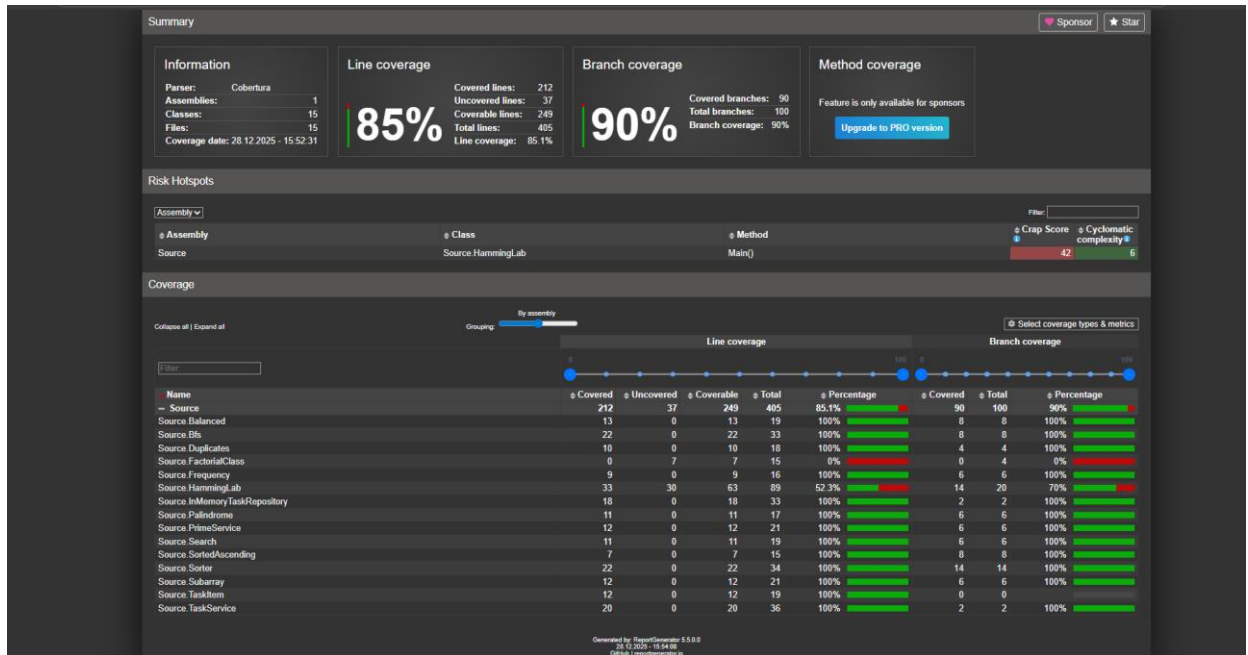 Summary
Sponsor
Star
Information
Parser: Cobertura
Assemblies: 1
Classes: 15
Files: 15
Coverage date: 28.12.2025 - 15:52:31
Line coverage
85%
Covered lines: 212
Uncovered lines: 37
Coverable lines: 249
Total lines: 405
Line coverage: 85.1%
Branch coverage
90%
Covered branches: 90
Total branches: 100
Branch coverage: 90%
Method coverage
Feature is only available for sponsors
Upgrade to PRO version
Risk Hotspots
Assembly
Filter:
Assembly Class Method Crap Score Cyclomatic complexity
Source Source.HammingLab Main() 42 6
Coverage
Collapse all | Expand all
By assembly
Grouping:
Select coverage types & metrics
Line coverage Branch coverage
0 100 0 100
Filter
Name Covered Uncovered Coverable Total Percentage Covered Total Percentage
– Source 212 37 249 405 85.1% 90 100 90%
Source.Balanced 13 0 13 19 100% 8 8 100%
Source.Bfs 22 0 22 33 100% 8 8 100%
Source.Duplicates 10 0 10 18 100% 4 4 100%
Source.FactorialClass 0 7 7 15 0% 0 4 0%
Source.Frequency 9 0 9 16 100% 6 6 100%
Source.HammingLab 33 30 63 89 52.3% 14 20 70%
Source.InMemoryTaskRepository 18 0 18 33 100% 2 2 100%
Source.Palindrome 11 0 11 17 100% 6 6 100%
Source.PrimeService 12 0 12 21 100% 6 6 100%
Source.Search 11 0 11 19 100% 6 6 100%
Source.SortedAscending 7 0 7 15 100% 8 8 100%
Source.Sorter 22 0 22 34 100% 14 14 100%
Source.Subarray 12 0 12 21 100% 6 6 100%
Source.TaskItem 12 0 12 19 100% 0 0
Source.TaskService 20 0 20 36 100% 2 2 100%
Generated by: ReportGenerator 5.5.0.0
28.12.2025 - 15:54:08
GitHub | reportgenerator.io